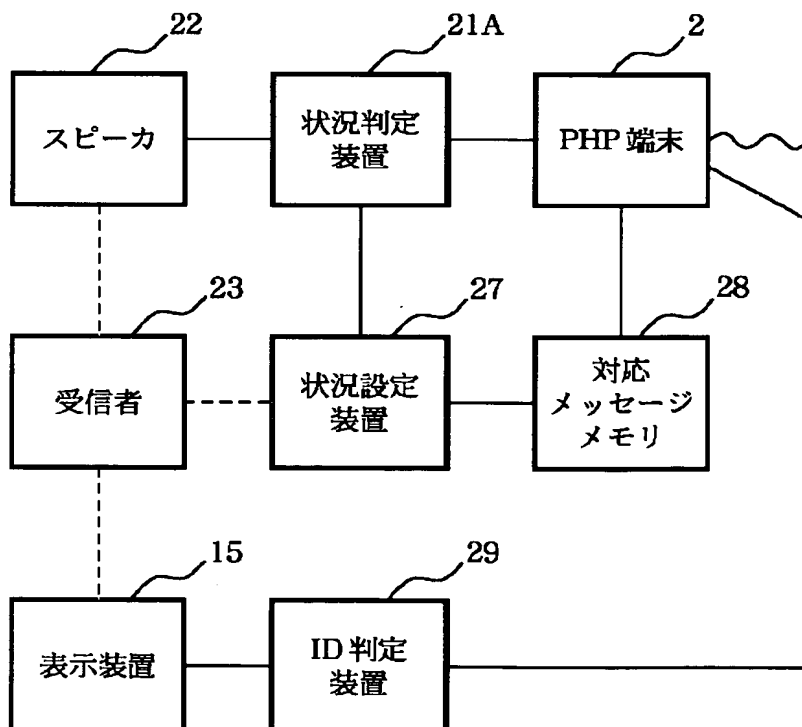 22
21A
2
スピーカ
状況判定
装置
PHP 端末
23
27
28
受信者
状況設定
装置
対応
メッセージ
メモリ
15
29
表示装置
ID 判定
装置